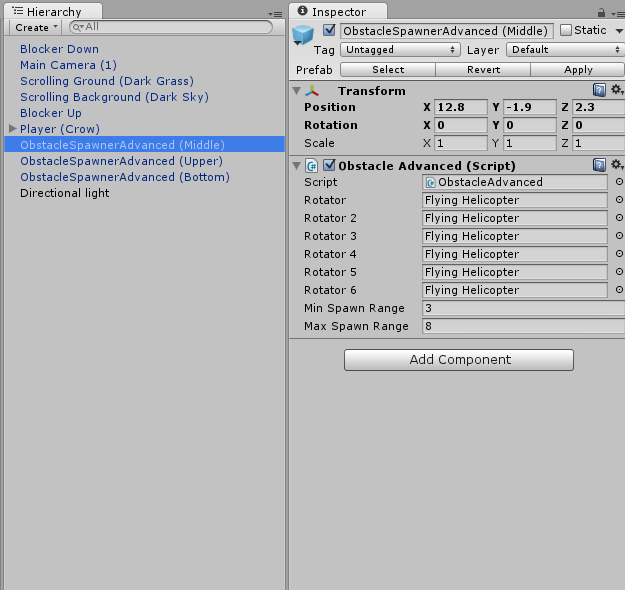 Hierarchy
Create All
Blocker Down
Main Camera (1)
Scrolling Ground (Dark Grass)
Scrolling Background (Dark Sky)
Blocker Up
Player (Crow)
ObstacleSpawnerAdvanced (Middle)
ObstacleSpawnerAdvanced (Upper)
ObstacleSpawnerAdvanced (Bottom)
Directional light
Inspector
ObstacleSpawnerAdvanced (Middle) Static
Tag Untagged Layer Default
Prefab Select Revert Apply
Transform
Position X 12.8 Y -1.9 Z 2.3
Rotation X 0 Y 0 Z 0
Scale X 1 Y 1 Z 1
Obstacle Advanced (Script)
Script ObstacleAdvanced
Rotator Flying Helicopter
Rotator 2 Flying Helicopter
Rotator 3 Flying Helicopter
Rotator 4 Flying Helicopter
Rotator 5 Flying Helicopter
Rotator 6 Flying Helicopter
Min Spawn Range 3
Max Spawn Range 8
Add Component